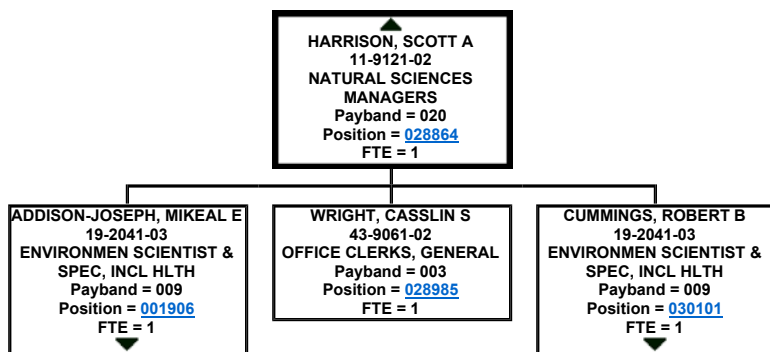 HARRISON, SCOTT A
11-9121-02
NATURAL SCIENCES
MANAGERS
Payband = 020
Position = 028864
FTE = 1
ADDISON-JOSEPH, MIKEAL E
19-2041-03
ENVIRONMEN SCIENTIST &
SPEC, INCL HLTH
Payband = 009
Position = 001906
FTE = 1
WRIGHT, CASSLIN S
43-9061-02
OFFICE CLERKS, GENERAL
Payband = 003
Position = 028985
FTE = 1
CUMMINGS, ROBERT B
19-2041-03
ENVIRONMEN SCIENTIST &
SPEC, INCL HLTH
Payband = 009
Position = 030101
FTE = 1